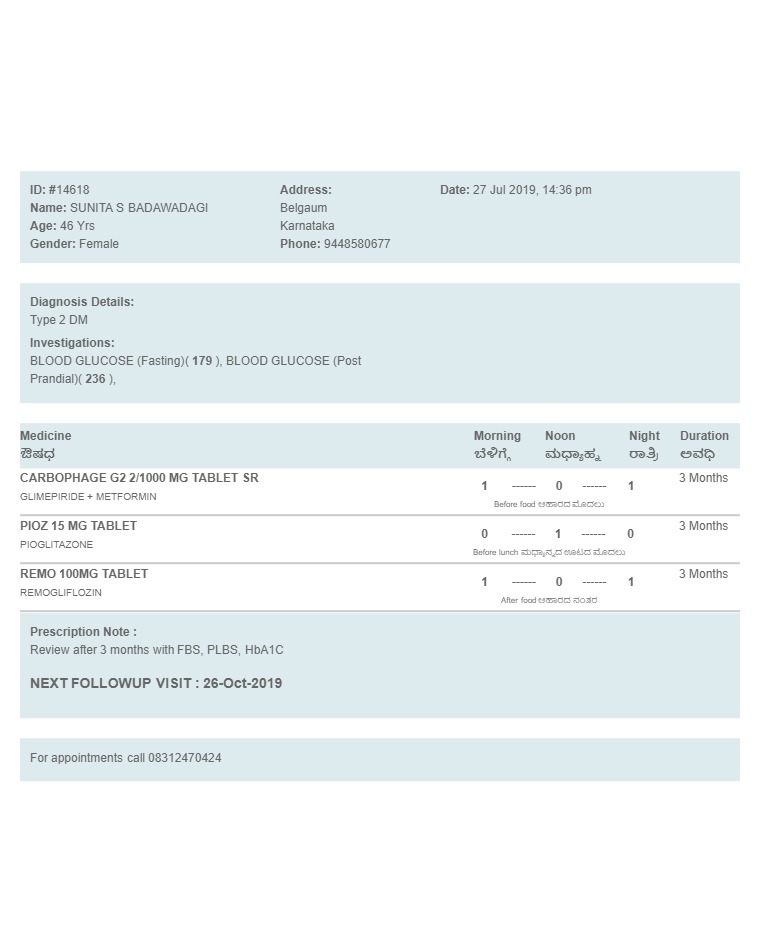 ID: #14618
Name: SUNITA S BADAWADAGI
Age: 46 Yrs
Gender: Female
Address:
Belgaum
Karnataka
Phone: 9448580677
Date: 27 Jul 2019, 14:36 pm
Diagnosis Details:
Type 2 DM
Investigations:
BLOOD GLUCOSE (Fasting)( 179 ), BLOOD GLUCOSE (Post
Prandial)( 236 ),
Medicine Morning Noon Night Duration
ಔಷಧ ಬೆಳಿಗ್ಗೆ ಮಧ್ಯಾಹ್ನ ರಾತ್ರಿ ಅವಧಿ
CARBOPHAGE G2 2/1000 MG TABLET SR 3 Months
1 ------ 0 ------ 1
GLIMEPIRIDE + METFORMIN
Before food ಆಹಾರದ ಮೊದಲು
PIOZ 15 MG TABLET 3 Months
0 ------ 1 ------ 0
PIOGLITAZONE
Before lunch ಮಧ್ಯಾನ್ನದ ಊಟದ ಮೊದಲು
REMO 100MG TABLET 3 Months
1 ------ 0 ------ 1
REMOGLIFLOZIN
After food ಆಹಾರದ ನಂತರ
Prescription Note :
Review after 3 months with FBS, PLBS, HbA1C
NEXT FOLLOWUP VISIT : 26-Oct-2019
For appointments call 08312470424